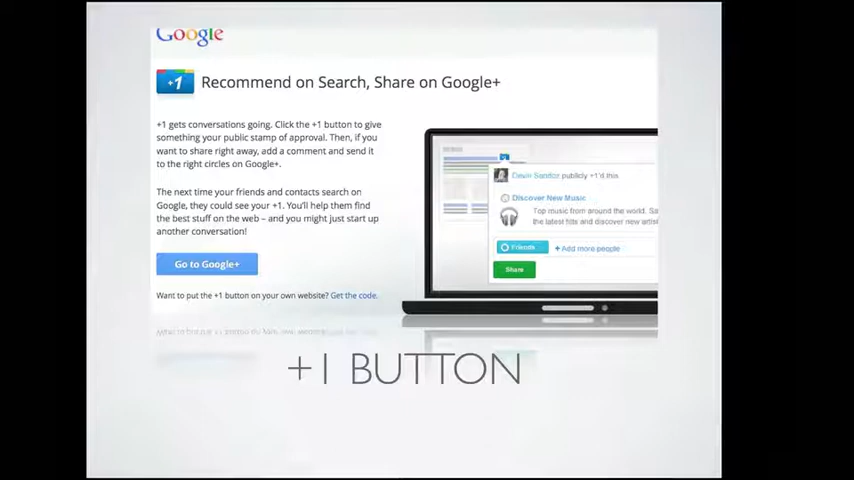 Google
+1
Recommend on Search, Share on Google+
+1 gets conversations going. Click the +1 button to give
something your public stamp of approval. Then, if you
want to share right away, add a comment and send it
to the right circles on Google+.
The next time your friends and contacts search on
Google, they could see your +1. You'll help them find
the best stuff on the web – and you might just start up
another conversation!
Go to Google+
Want to put the +1 button on your own website? Get the code.
publicly +1'd this
Discover New Music
Top music from around the world.
the latest hits and discover new
Friends
+ Add more people
Share
+1 BUTTON